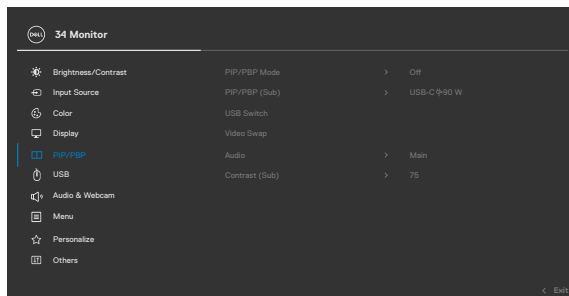 DELL 34 Monitor
Brightness/Contrast PIP/PBP Mode > Off
Input Source PIP/PBP (Sub) > USB-C 90 W
Color USB Switch
Display Video Swap
PIP/PBP Audio > Main
USB Contrast (Sub) > 75
Audio & Webcam
Menu
Personalize
Others
< Exit